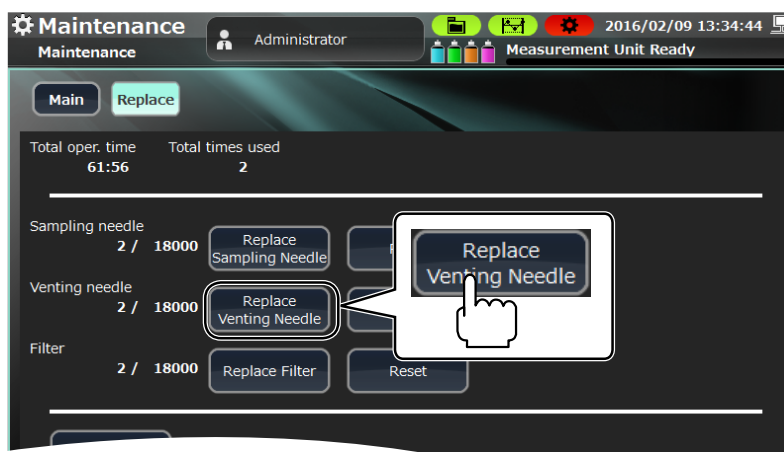 Maintenance
Maintenance
Administrator
2016/02/09 13:34:44
Measurement Unit Ready
Main
Replace
Total oper. time
Total times used
61:56
2
Sampling needle
2 / 18000
Replace
Sampling Needle
Venting needle
2 / 18000
Replace
Venting Needle
Replace
Venting Needle
Filter
2 / 18000
Replace Filter
Reset